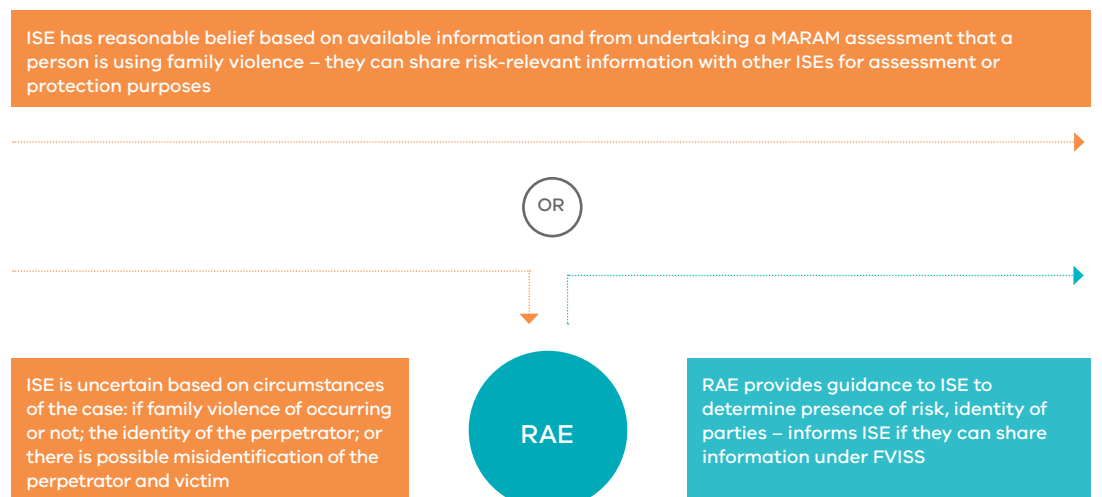 ISE has reasonable belief based on available information and from undertaking a MARAM assessment that a
person is using family violence – they can share risk-relevant information with other ISEs for assessment or
protection purposes
OR
ISE is uncertain based on circumstances
of the case: if family violence of occurring
or not; the identity of the perpetrator; or
there is possible misidentification of the
perpetrator and victim
RAE
RAE provides guidance to ISE to
determine presence of risk, identity of
parties – informs ISE if they can share
information under FVISS